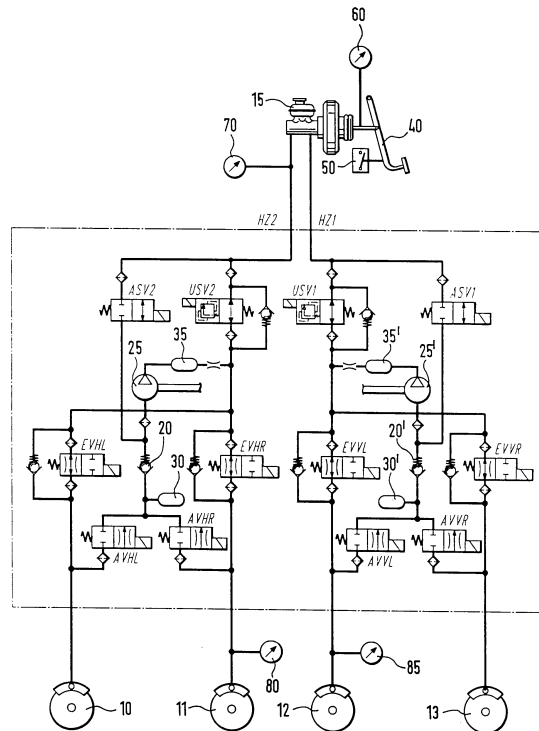 60
15
40
70
50
HZ2 HZ1
ASV2 USV2 USV1 ASV1
35 35'
25 25'
EVHL 20 EVHR EVVL 20' EVVR
30 30'
AVHR AVVR
AVHL AVVL
80 85
10 11 12 13